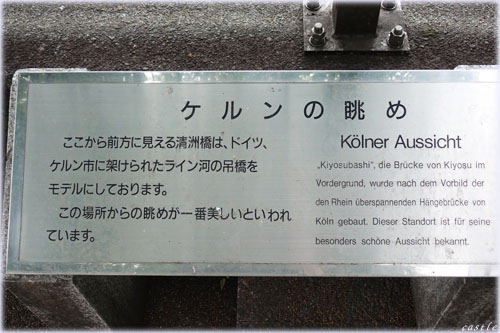 ケルンの眺め
ここから前方に見える清洲橋は、ドイツ、
ケルン市に架けられたライン河の吊橋を
モデルにしております。
この場所からの眺めが一番美しいといわれ
ています。
Kölner Aussicht
„Kiyosubashi", die Brücke von Kiyosu im
Vordergrund, wurde nach dem Vorbild der
den Rhein überspannenden Hängebrücke von
Köln gebaut. Dieser Standort ist für seine
besonders schöne Aussicht bekannt.
castle